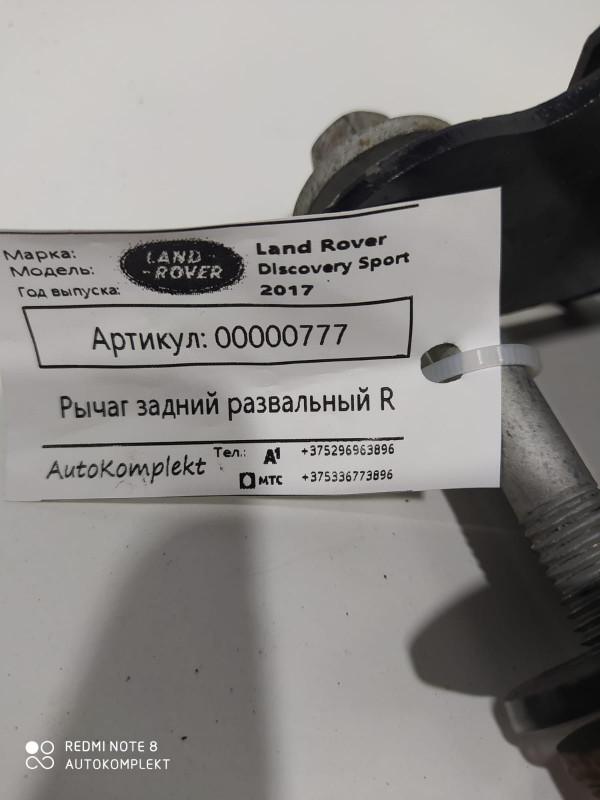 Марка: LAND Land Rover
Модель: -ROVER Discovery Sport
Год выпуска: 2017
Артикул: 00000777
Рычаг задний развальный R
AutoKomplekt Тел.: A1 +375296963896
МТС +375336773896
REDMI NOTE 8
AUTOKOMPLEKT